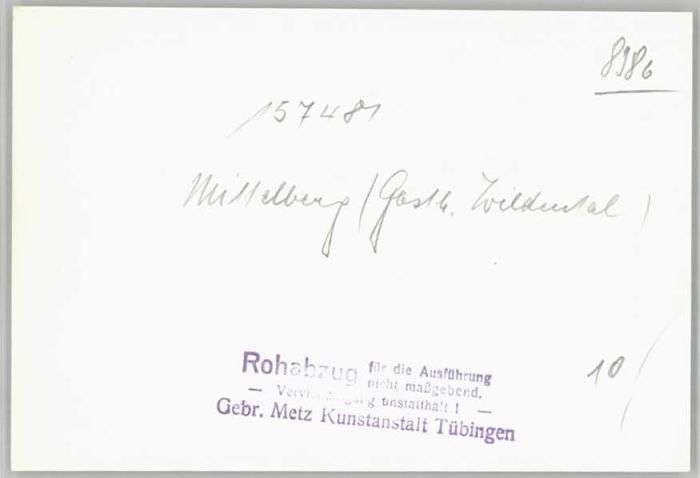 8986
157481
Mittelberg (Gasth. Wildental)
10/
Rohabzug für die Ausführung
nicht maßgebend.
— unstatthaft! —
Gebr. Metz Kunstanstalt Tübingen